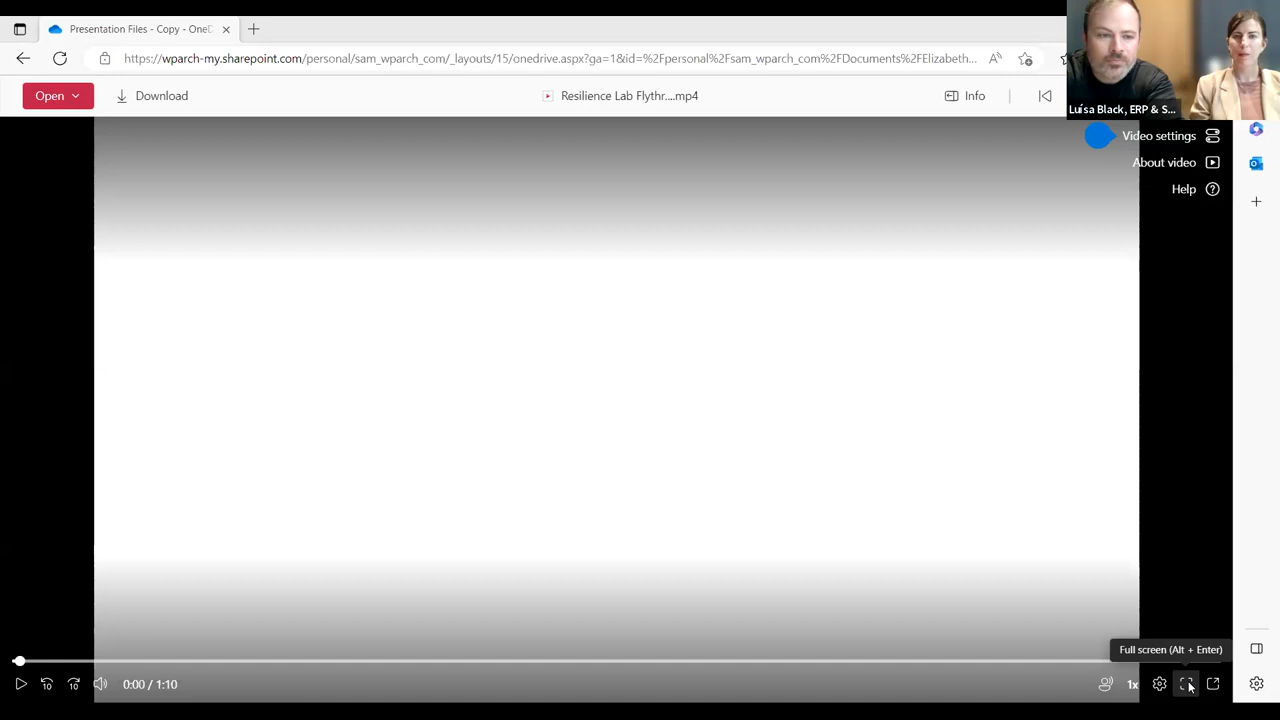 Presentation Files - Copy - OneD
https://wparch-my.sharepoint.com/personal/sam_wparch_com/_layouts/15/onedrive.aspx?ga=1&id=%2Fpersonal%2Fsam_wparch_com%2FDocuments%2FElizabeth...
Open
Download
Resilience Lab Flythr....mp4
Info
Luísa Black, ERP & S...
Video settings
About video
Help
Full screen (Alt + Enter)
10
10
0:00 / 1:10
1x